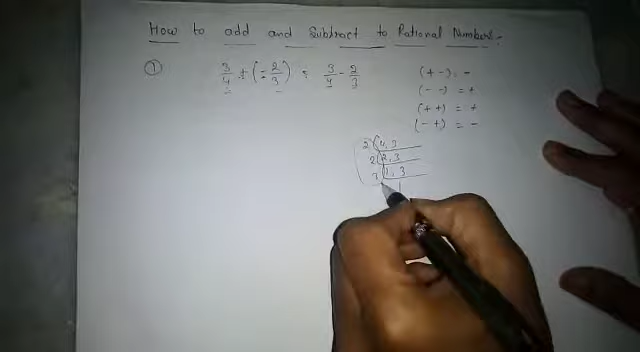 How to add and Subtract to Rational Numbers.
① 3/4 + (-2/3) = 3/4 - 2/3
(+ -) = -
(- -) = +
(+ +) = +
(- +) = -
2 | 4, 3
2 | 2, 3
3 | 1, 3
1